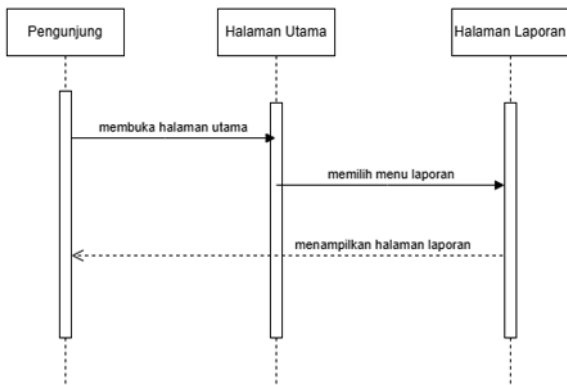 Pengunjung
Halaman Utama
Halaman Laporan
membuka halaman utama
memilih menu laporan
menampilkan halaman laporan